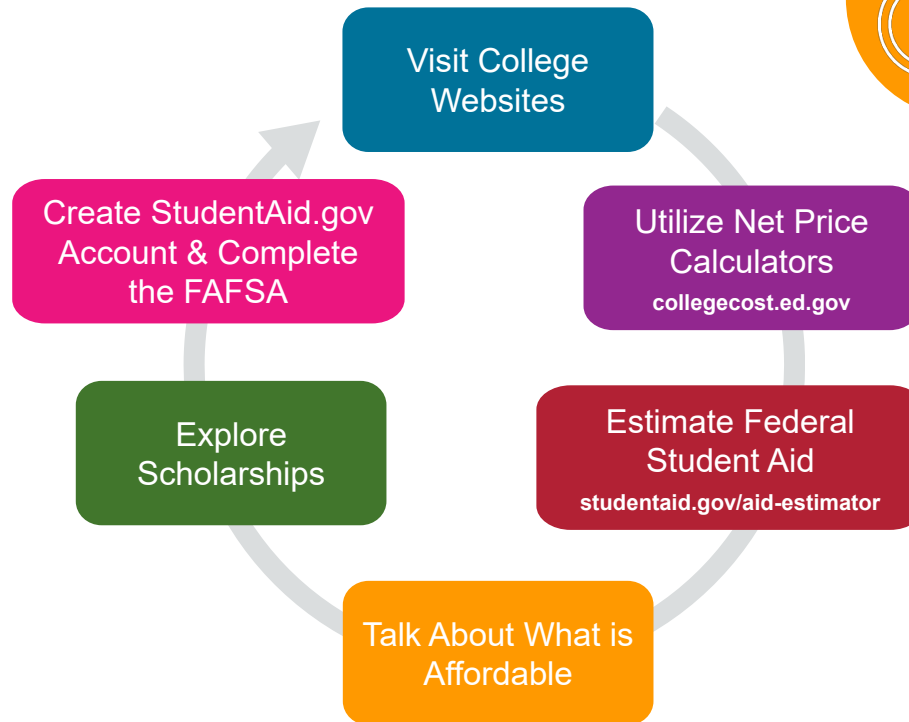 Visit College
Websites
Utilize Net Price
Calculators
collegecost.ed.gov
Estimate Federal
Student Aid
studentaid.gov/aid-estimator
Talk About What is
Affordable
Explore
Scholarships
Create StudentAid.gov
Account & Complete
the FAFSA